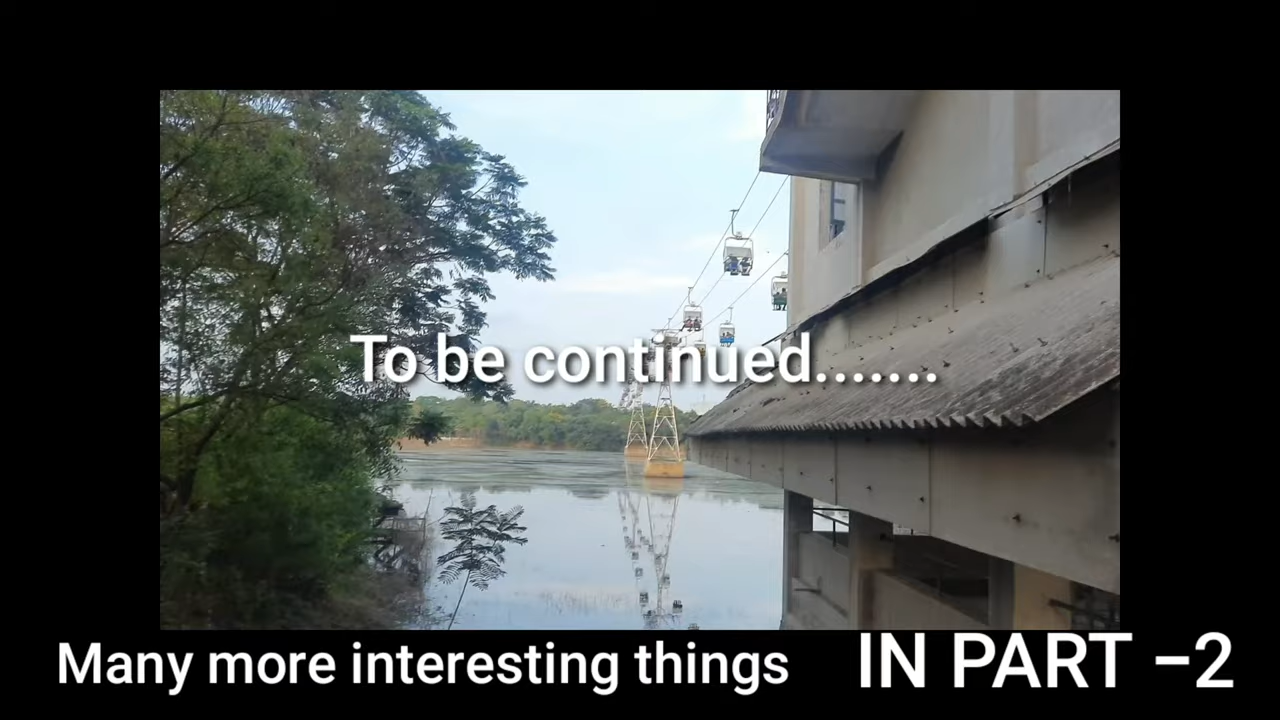 To be continued.......
Many more interesting things
IN PART –2